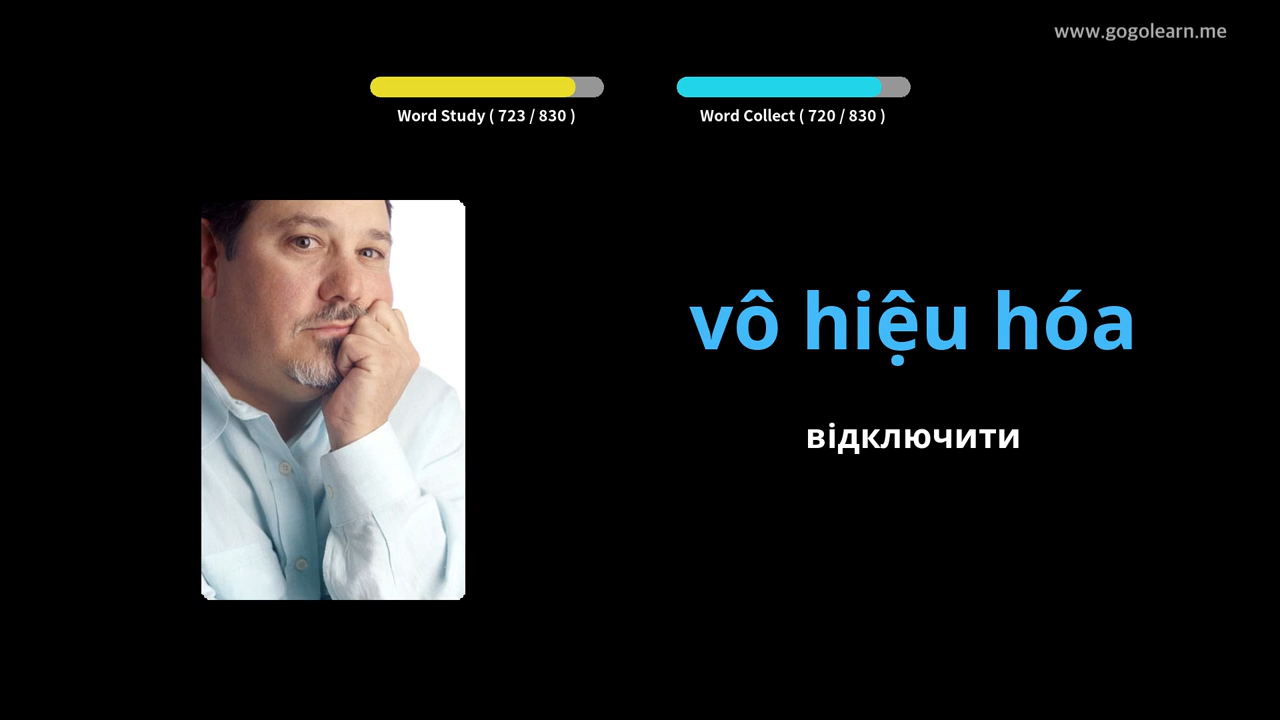 www.gogolearn.me
Word Study ( 723 / 830 )
Word Collect ( 720 / 830 )
vô hiệu hóa
відключити